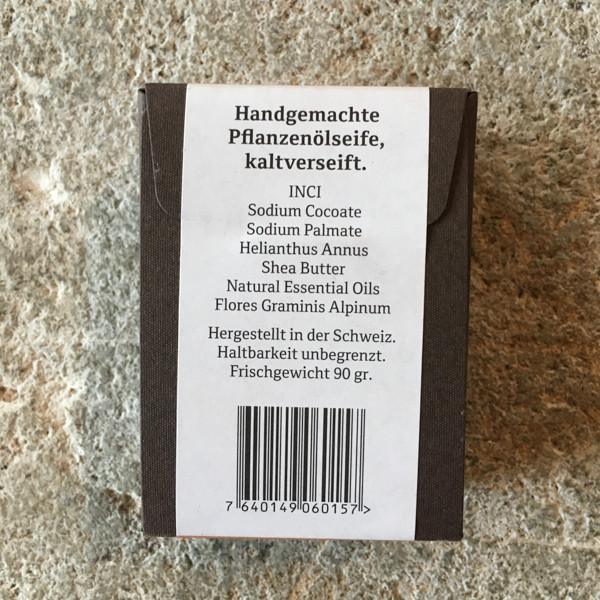 Handgemachte
Pflanzenölseife,
kaltverseift.
INCI
Sodium Cocoate
Sodium Palmate
Helianthus Annus
Shea Butter
Natural Essential Oils
Flores Graminis Alpinum
Hergestellt in der Schweiz.
Haltbarkeit unbegrenzt.
Frischgewicht 90 gr.
7 640149 060157 >